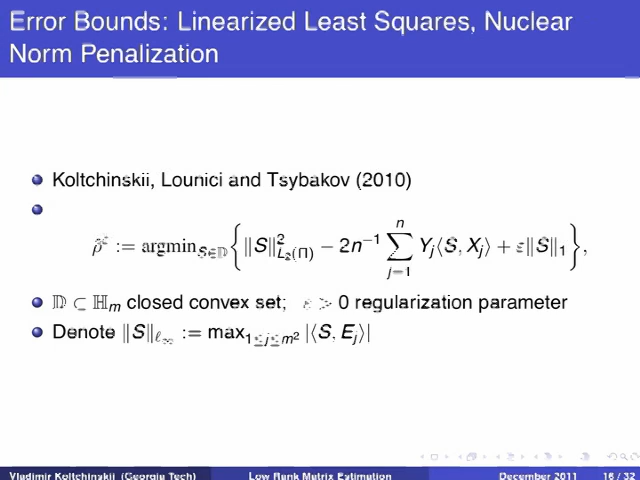 Error Bounds: Linearized Least Squares, Nuclear
Norm Penalization
Koltchinskii, Lounici and Tsybakov (2010)
ρ̌^ε := argmin_{S∈𝔻} { ‖S‖²_{L₂(Π)} − 2n⁻¹ ∑_{j=1}^{n} Y_j⟨S, X_j⟩ + ε‖S‖₁ },
𝔻 ⊂ ℍ_m closed convex set; ε > 0 regularization parameter
Denote ‖S‖_{ℓ_∞} := max_{1≤j≤m²} |⟨S, E_j⟩|
Vladimir Koltchinskii (Georgia Tech) Low Rank Matrix Estimation December 2011 16 / 32